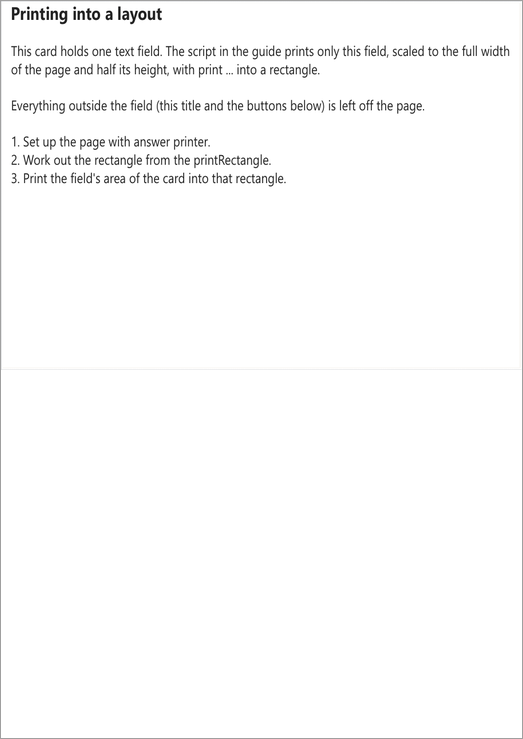 Printing into a layout
This card holds one text field. The script in the guide prints only this field, scaled to the full width
of the page and half its height, with print ... into a rectangle.
Everything outside the field (this title and the buttons below) is left off the page.
1. Set up the page with answer printer.
2. Work out the rectangle from the printRectangle.
3. Print the field's area of the card into that rectangle.